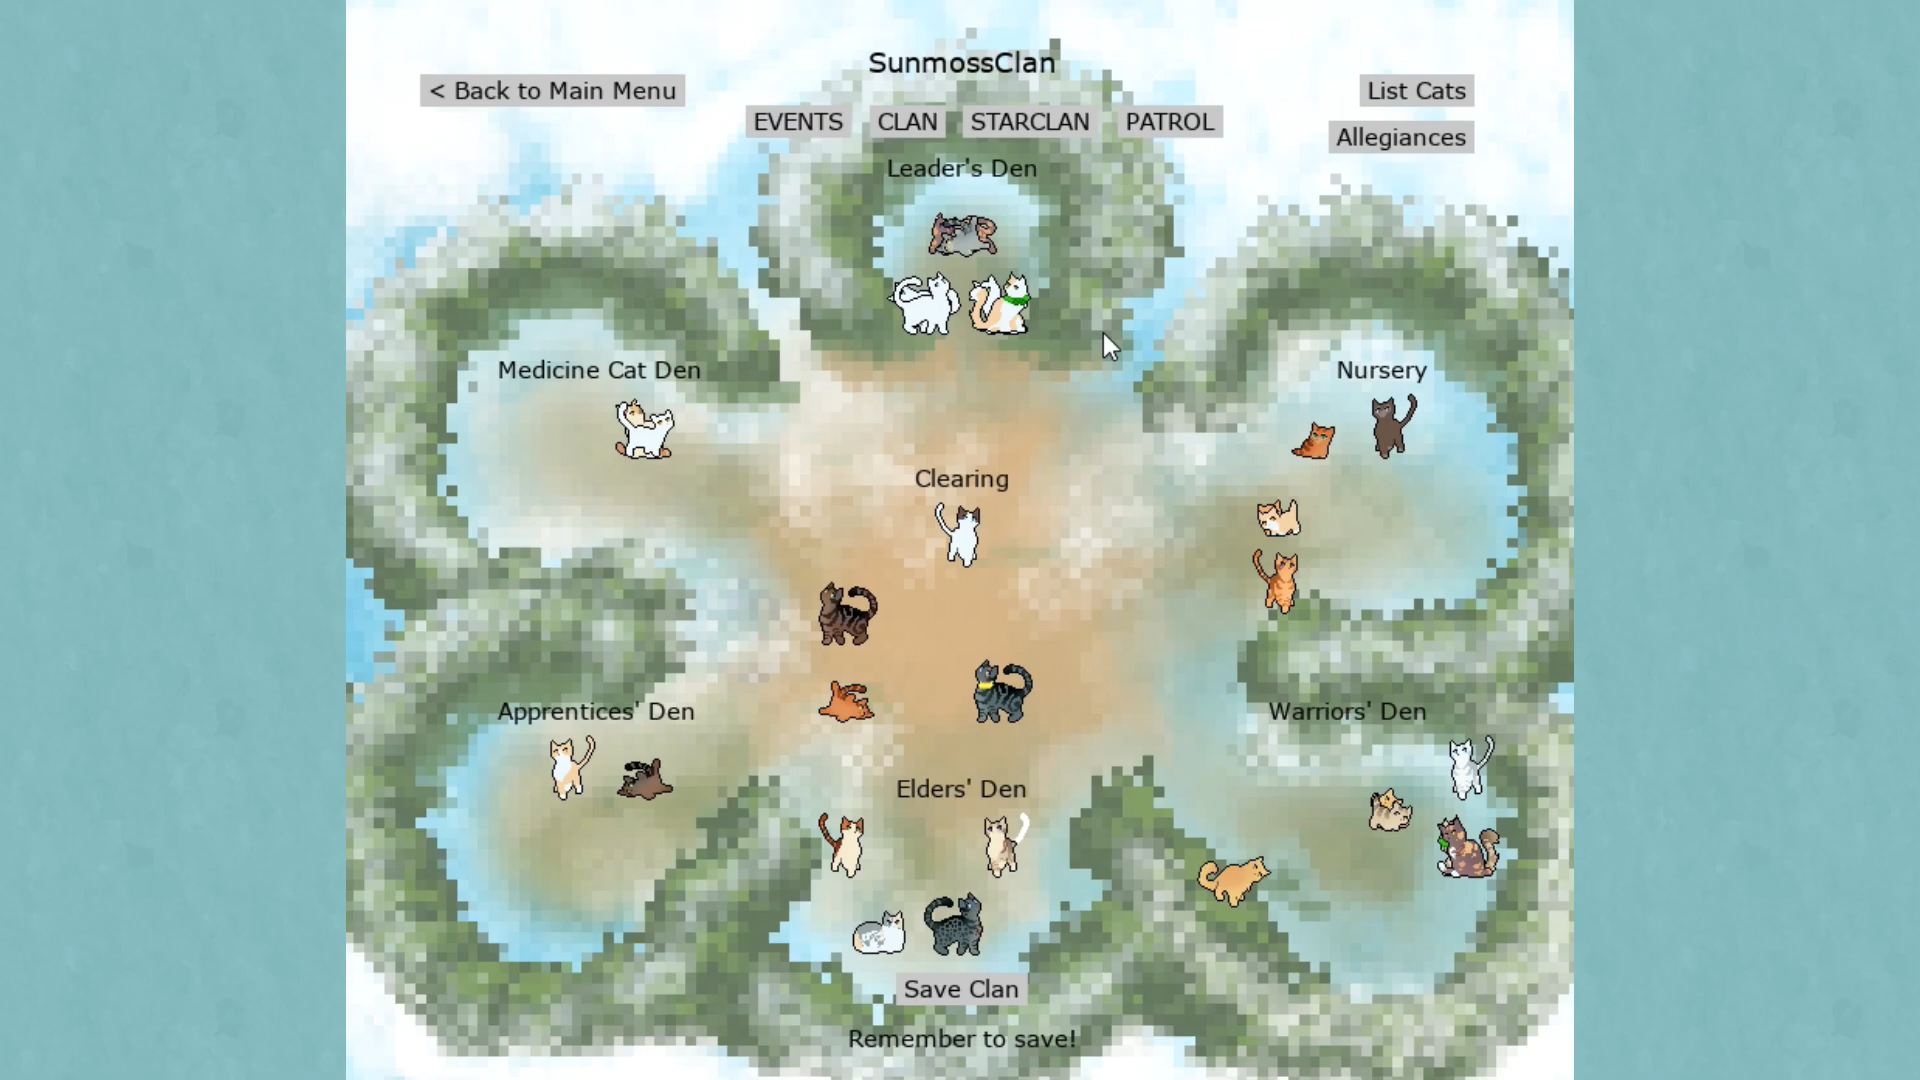 SunmossClan
< Back to Main Menu
List Cats
EVENTS
CLAN
STARCLAN
PATROL
Allegiances
Leader's Den
Medicine Cat Den
Nursery
Clearing
Apprentices' Den
Warriors' Den
Elders' Den
Save Clan
Remember to save!